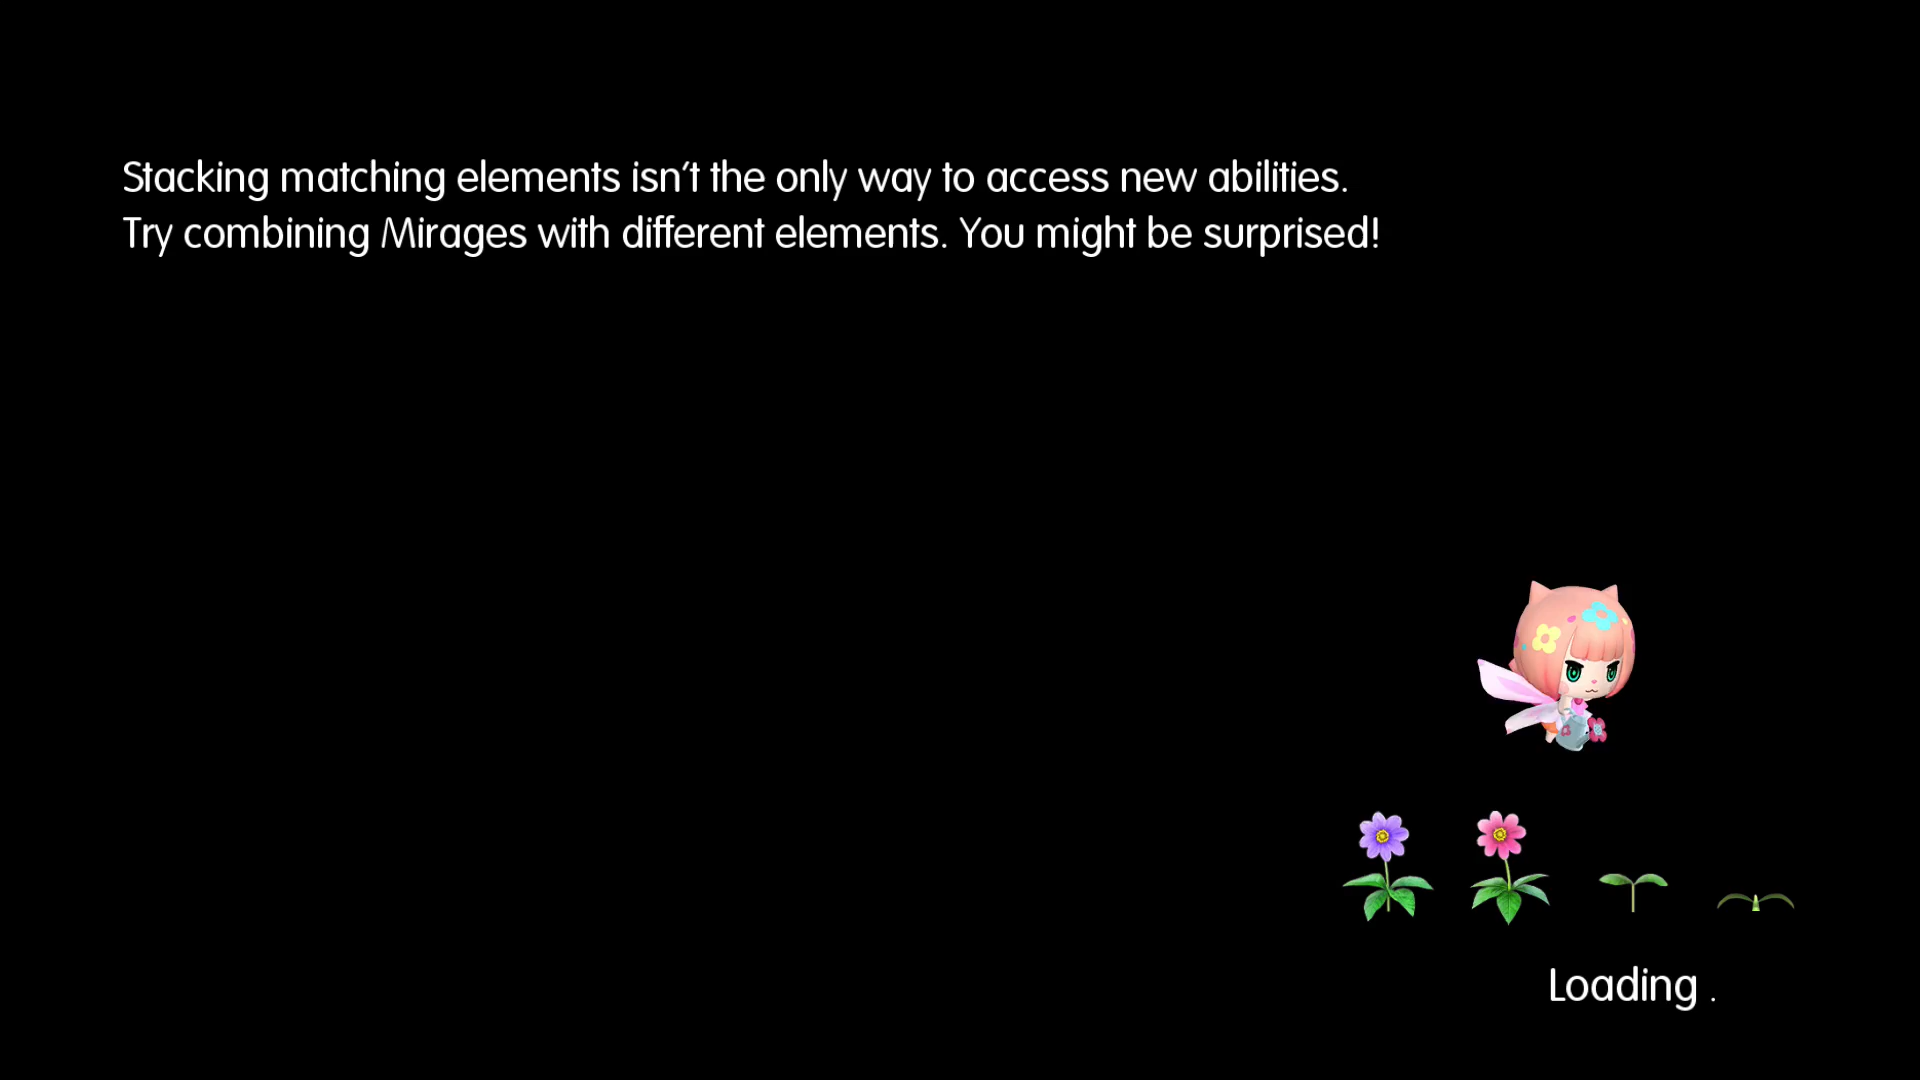 Stacking matching elements isn't the only way to access new abilities.
Try combining Mirages with different elements. You might be surprised!
Loading .